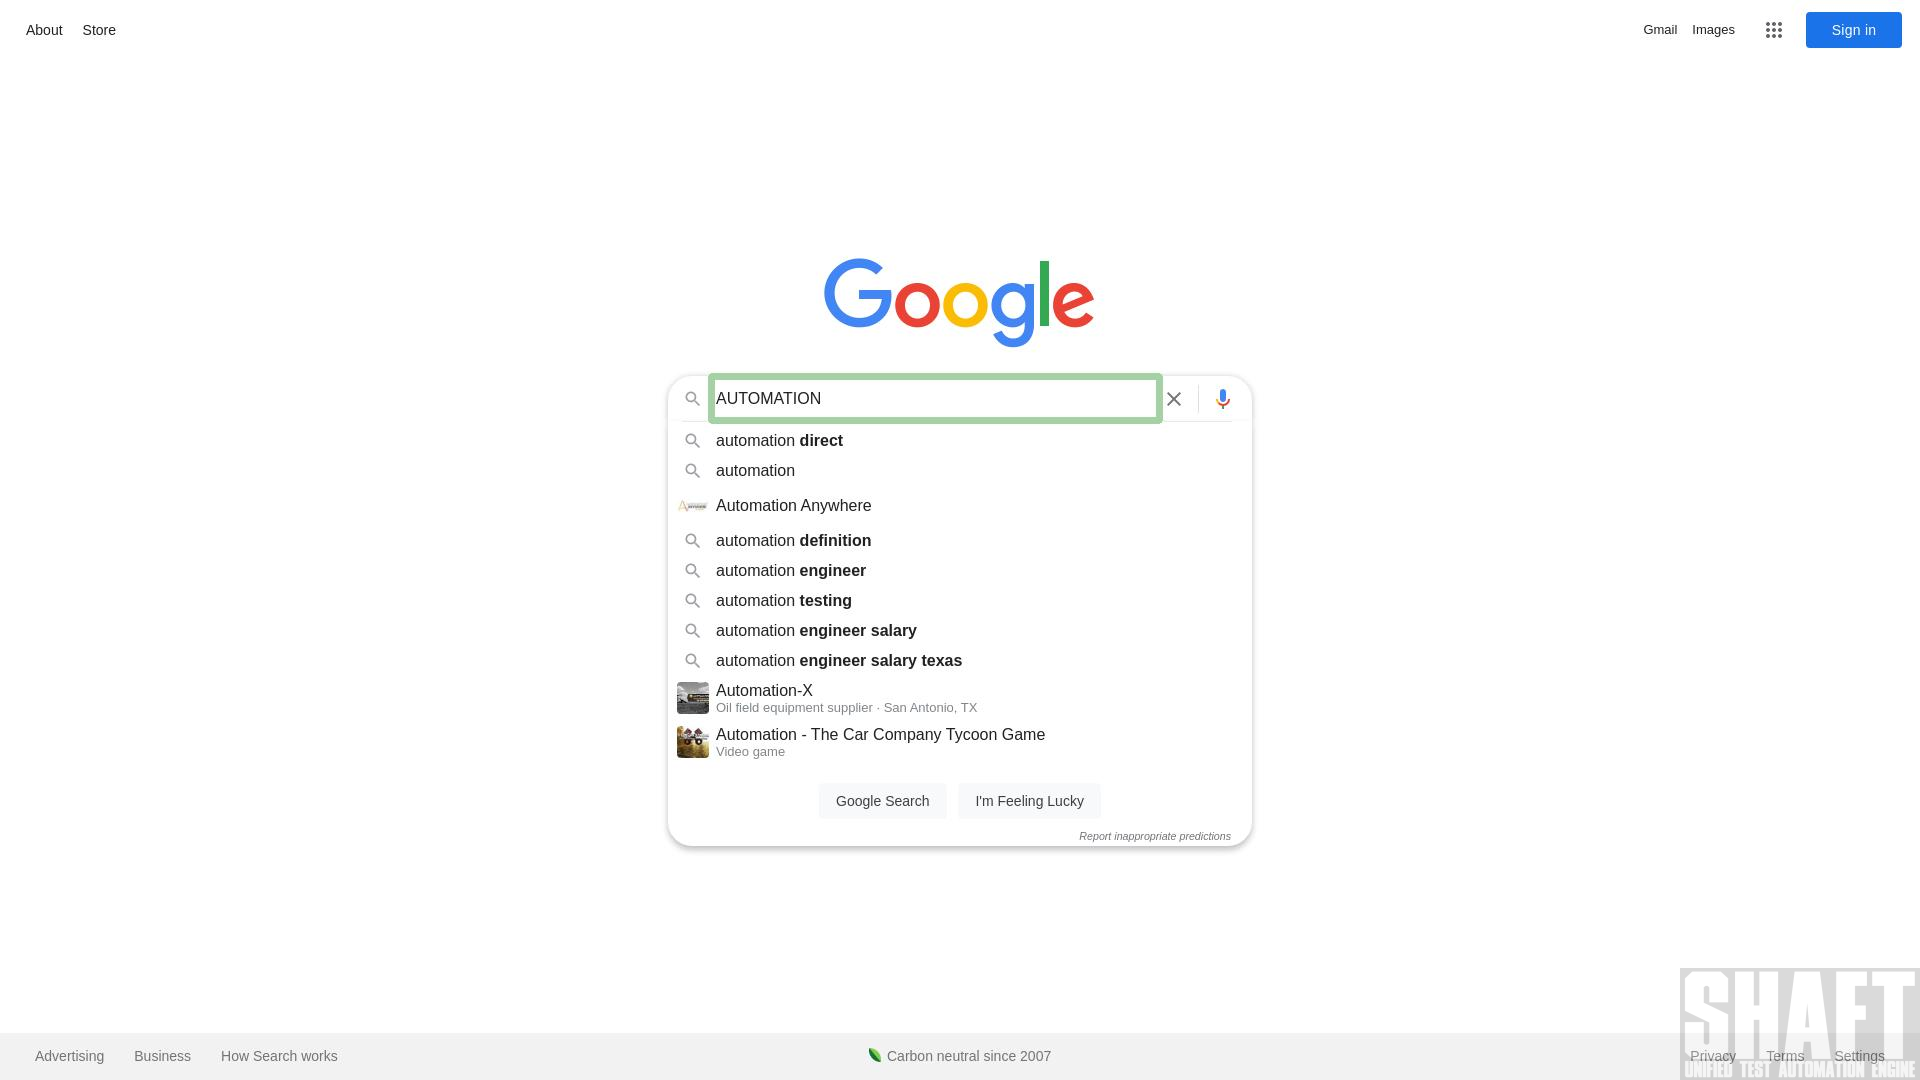 About Store
Gmail Images Sign in
Google
AUTOMATION
automation direct
automation
Automation Anywhere
automation definition
automation engineer
automation testing
automation engineer salary
automation engineer salary texas
Automation-X
Oil field equipment supplier · San Antonio, TX
Automation - The Car Company Tycoon Game
Video game
Google Search I'm Feeling Lucky
Report inappropriate predictions
Advertising Business How Search works Carbon neutral since 2007 Privacy Terms Settings
SHAFT
UNIFIED TEST AUTOMATION ENGINE